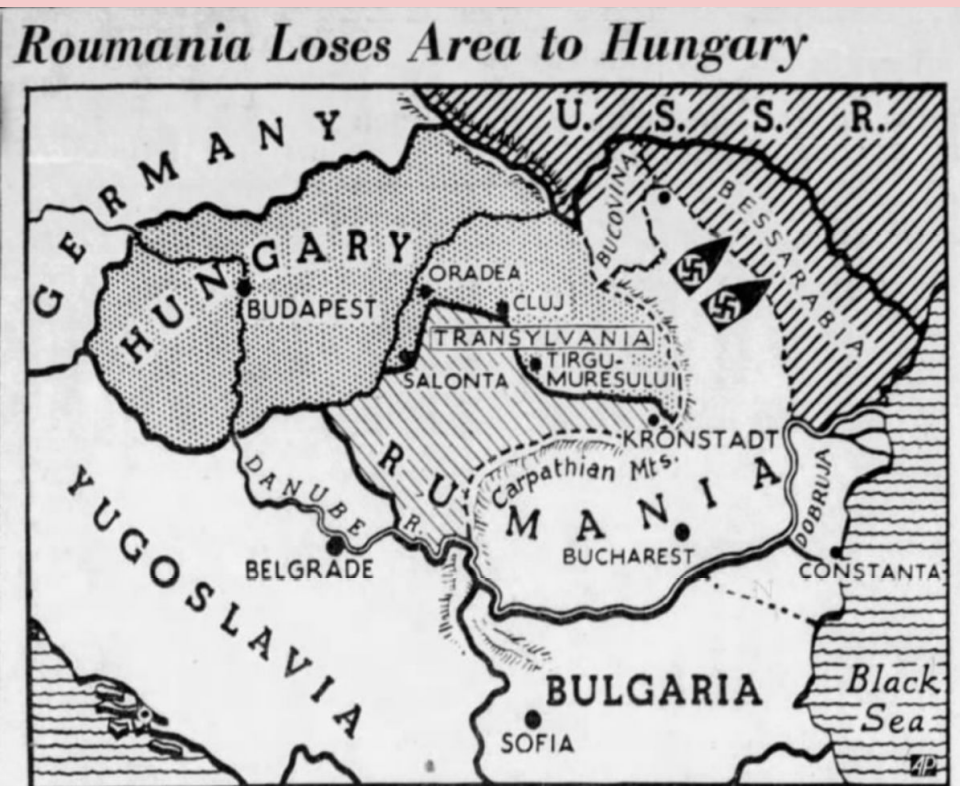 Roumania Loses Area to Hungary
U. S. S. R.
GERMANY
BUCOVINA
BESSARABIA
HUNGARY
ORADEA
BUDAPEST
CLUJ
TRANSYLVANIA
TIRGU-
MURESULUI
SALONTA
KRONSTADT
Carpathian Mts.
RUMANIA
DANUBE R.
DOBRUJA
BUCHAREST
BELGRADE
CONSTANTA
YUGOSLAVIA
BULGARIA
Black
Sea
SOFIA
AP